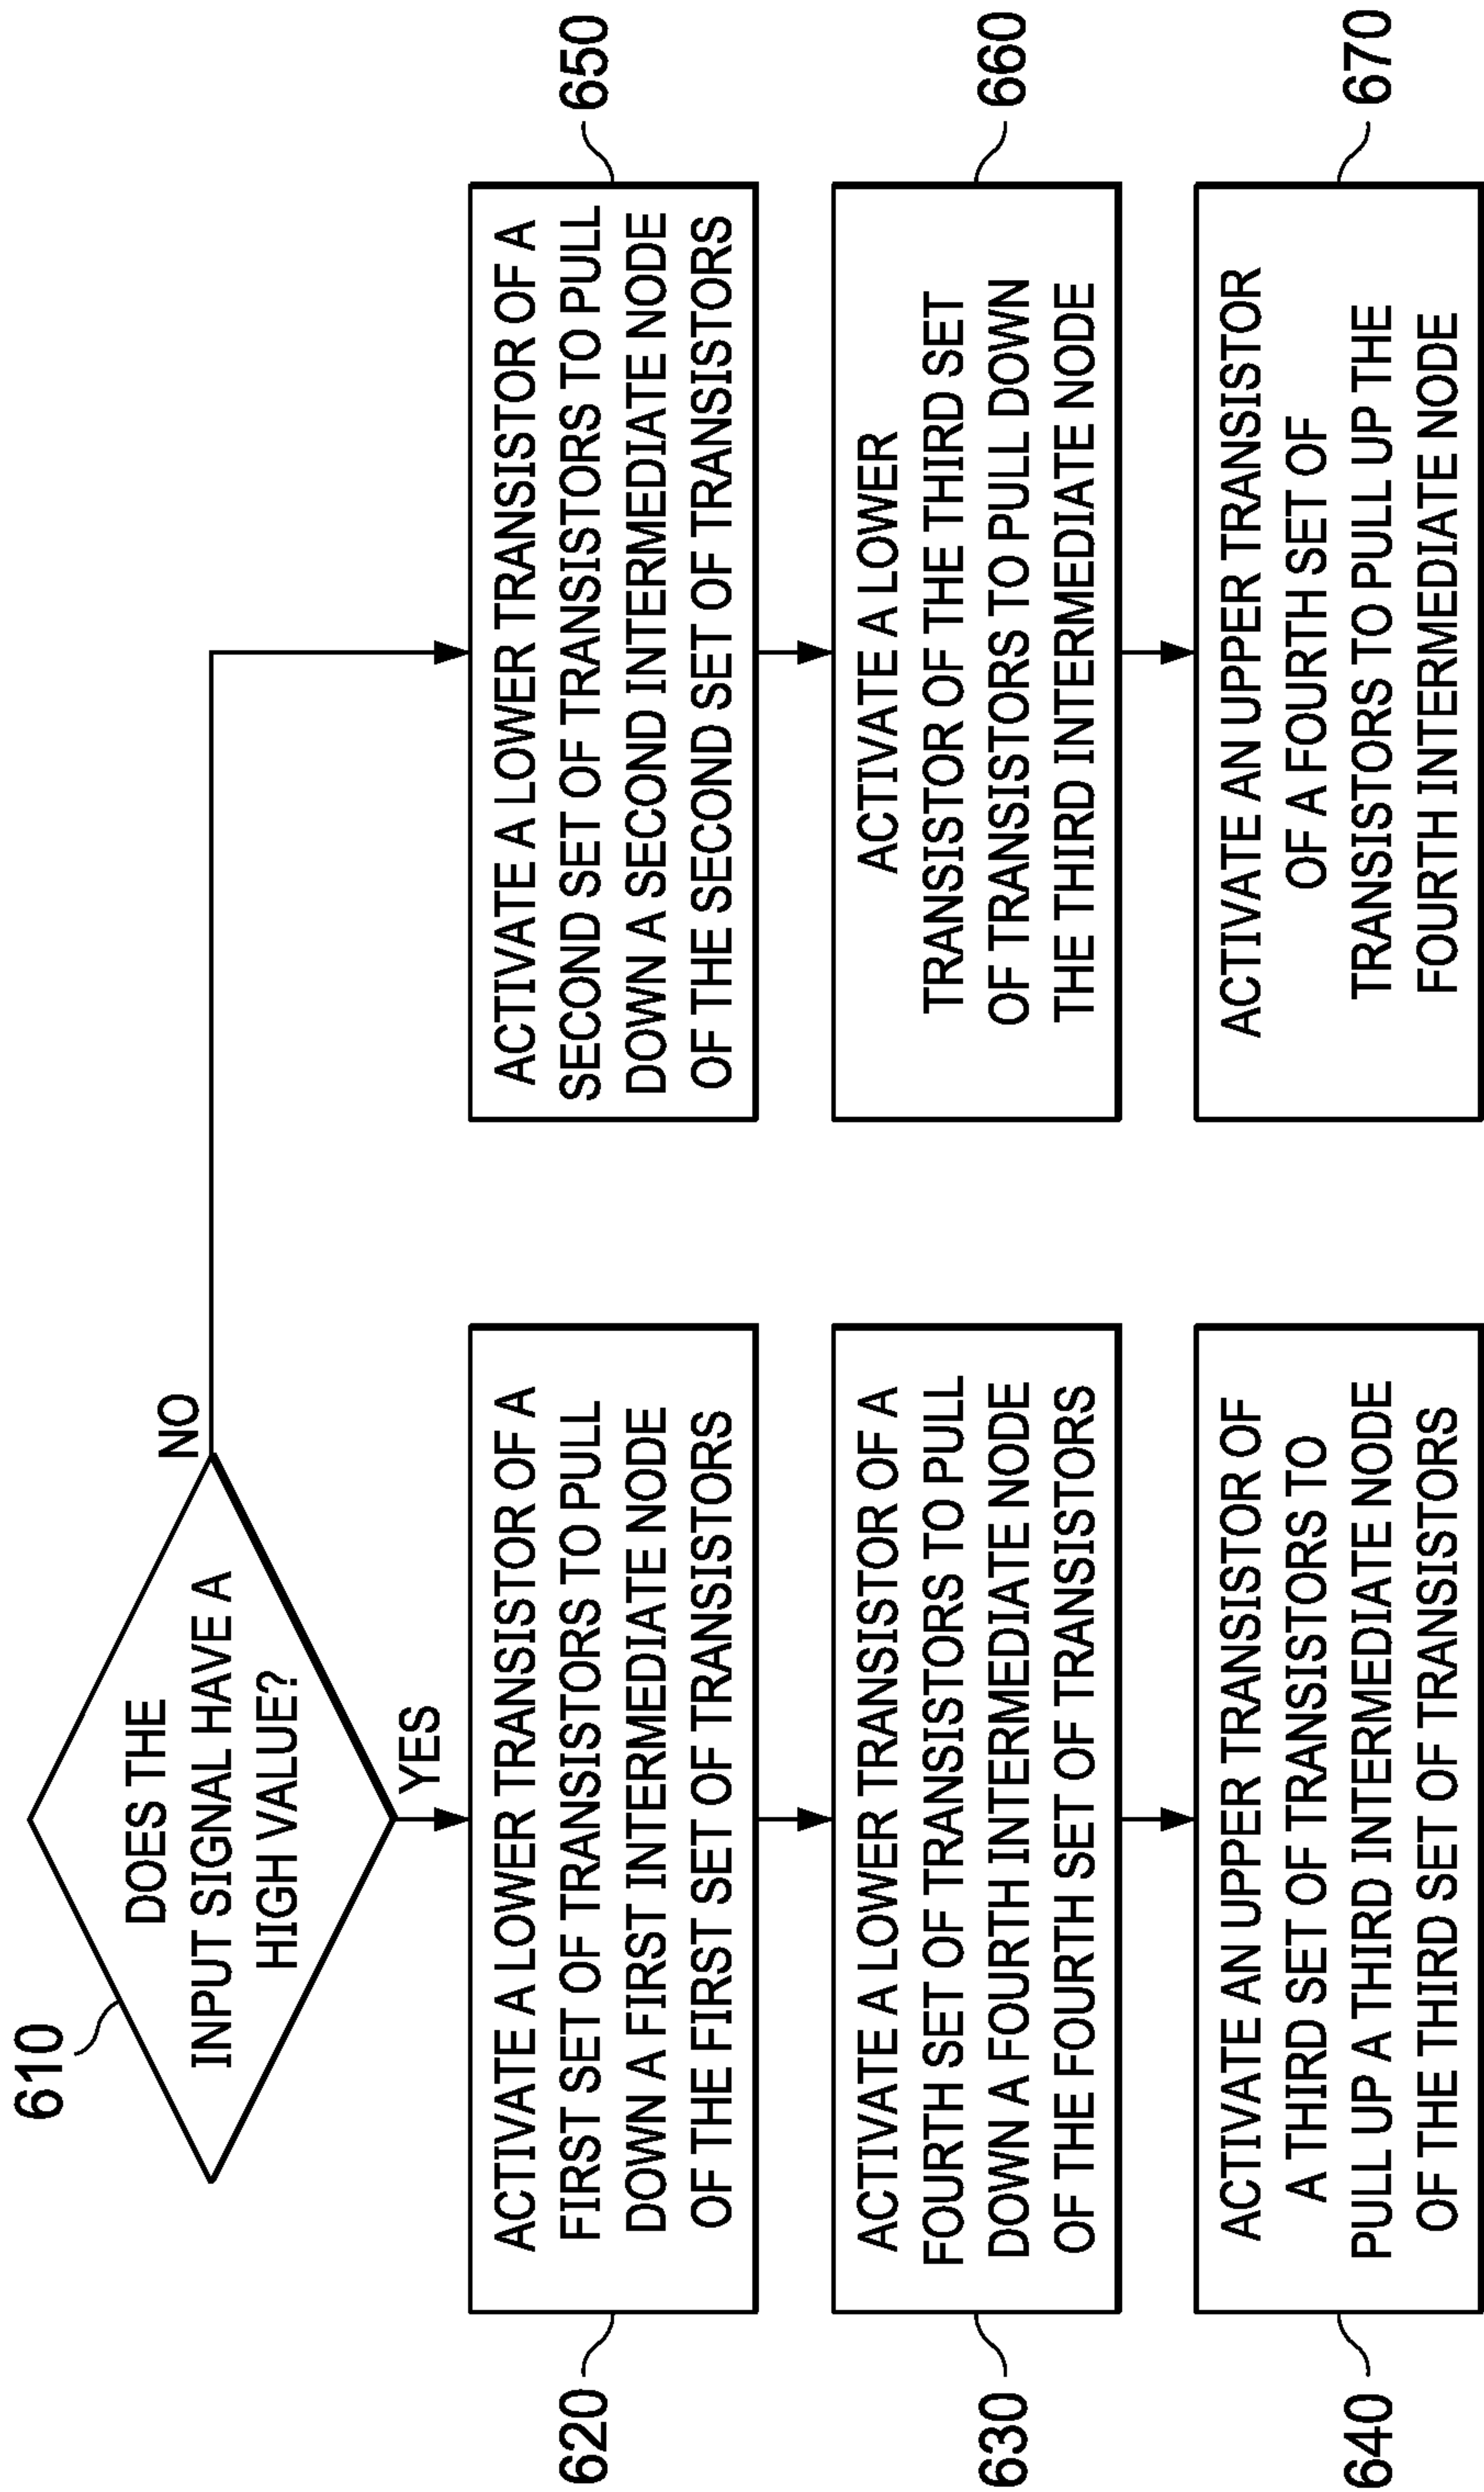 610
DOES THE
INPUT SIGNAL HAVE A
HIGH VALUE?
NO
YES
620
ACTIVATE A LOWER TRANSISTOR OF A
FIRST SET OF TRANSISTORS TO PULL
DOWN A FIRST INTERMEDIATE NODE
OF THE FIRST SET OF TRANSISTORS
630
ACTIVATE A LOWER TRANSISTOR OF A
FOURTH SET OF TRANSISTORS TO PULL
DOWN A FOURTH INTERMEDIATE NODE
OF THE FOURTH SET OF TRANSISTORS
640
ACTIVATE AN UPPER TRANSISTOR OF
A THIRD SET OF TRANSISTORS TO
PULL UP A THIRD INTERMEDIATE NODE
OF THE THIRD SET OF TRANSISTORS
650
ACTIVATE A LOWER TRANSISTOR OF A
SECOND SET OF TRANSISTORS TO PULL
DOWN A SECOND INTERMEDIATE NODE
OF THE SECOND SET OF TRANSISTORS
660
ACTIVATE A LOWER
TRANSISTOR OF THE THIRD SET
OF TRANSISTORS TO PULL DOWN
THE THIRD INTERMEDIATE NODE
670
ACTIVATE AN UPPER TRANSISTOR
OF A FOURTH SET OF
TRANSISTORS TO PULL UP THE
FOURTH INTERMEDIATE NODE